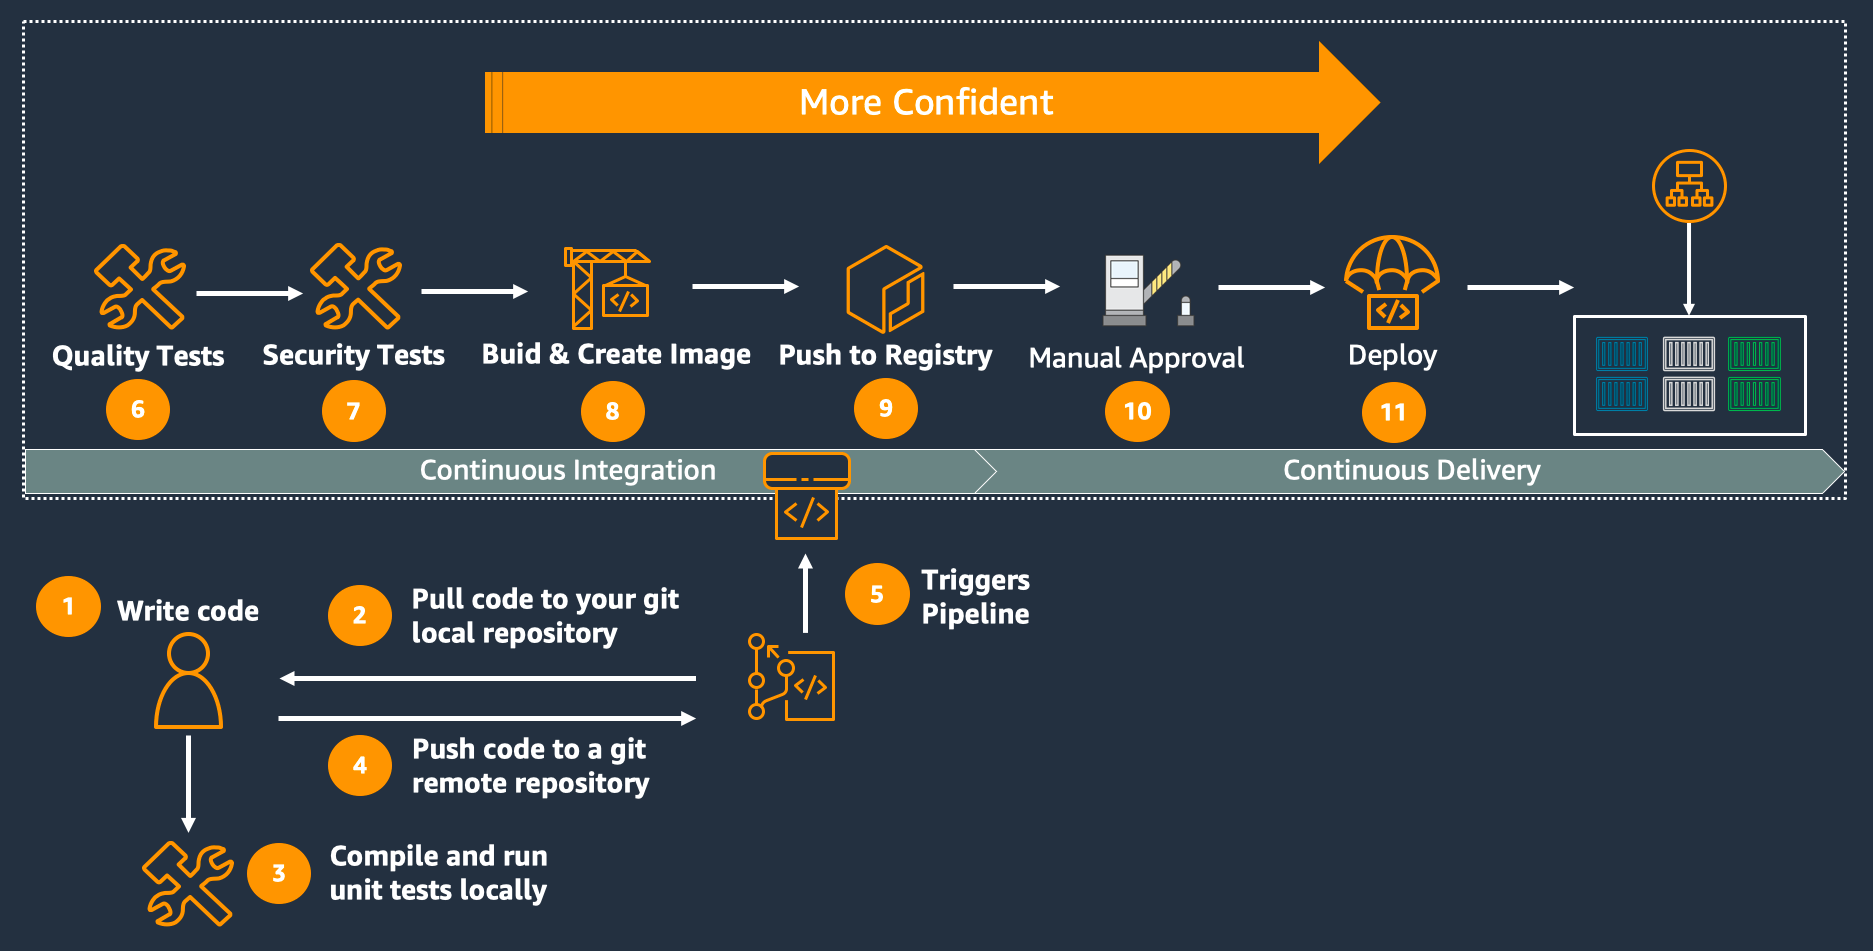 More Confident
Quality Tests
Security Tests
Buid & Create Image
Push to Registry
Manual Approval
Deploy
6
7
8
9
10
11
Continuous Integration
Continuous Delivery
</>
</>
</>
1
Write code
2
Pull code to your git
local repository
5
Triggers
Pipeline
</>
4
Push code to a git
remote repository
3
Compile and run
unit tests locally